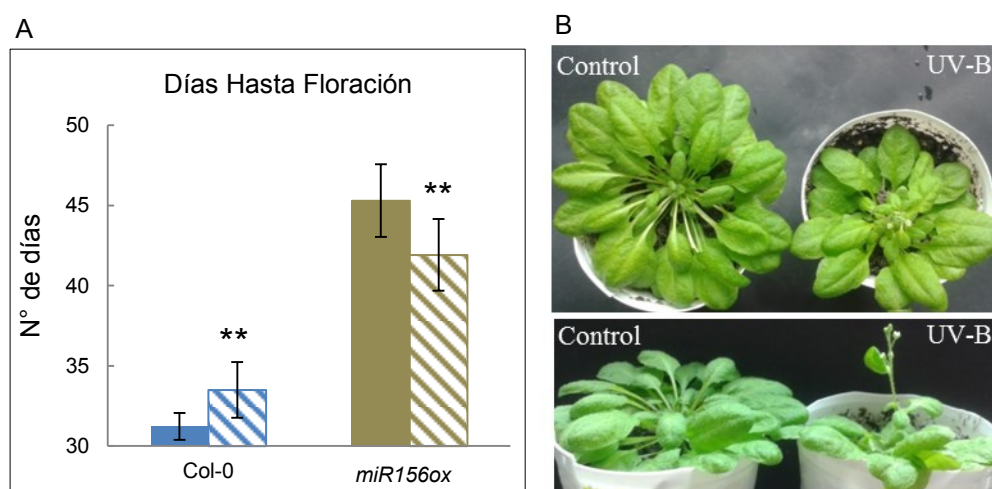 A
Días Hasta Floración
N° de días
50
45
40
35
30
**
**
Col-0
miR156ox
B
Control
UV-B
Control
UV-B